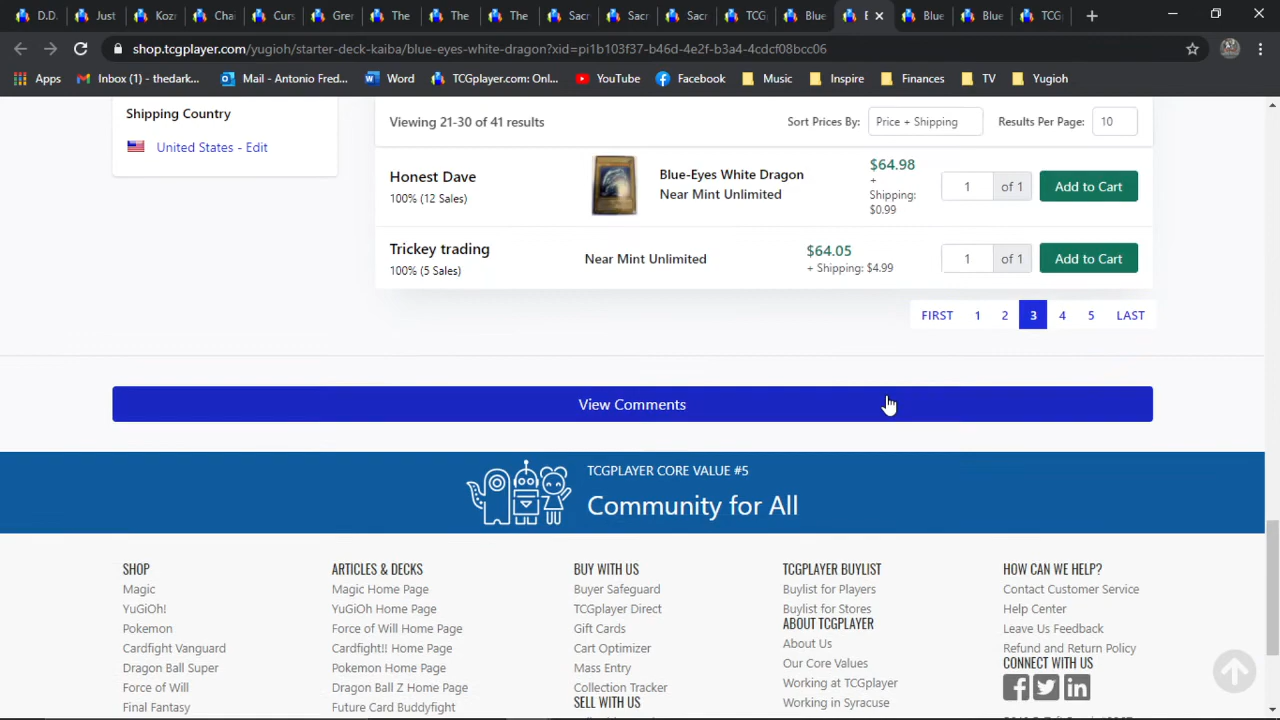 D.D.
Just
Kozr
Chai
Curs
Gren
The
The
The
Sacr
Sacr
Sacr
TCG
Blue
Blue
Blue
TCG
shop.tcgplayer.com/yugioh/starter-deck-kaiba/blue-eyes-white-dragon?xid=pi1b103f37-b46d-4e2f-b3a4-4cdcf08bcc06
Apps
Inbox (1) - thedark...
Mail - Antonio Fred...
Word
TCGplayer.com: Onl...
YouTube
Facebook
Music
Inspire
Finances
TV
Yugioh
Shipping Country
United States - Edit
Viewing 21-30 of 41 results
Sort Prices By: Price + Shipping
Results Per Page: 10
Honest Dave
100% (12 Sales)
Blue-Eyes White Dragon
Near Mint Unlimited
$64.98
+
Shipping:
$0.99
1 of 1
Add to Cart
Trickey trading
100% (5 Sales)
Near Mint Unlimited
$64.05
+ Shipping: $4.99
1 of 1
Add to Cart
FIRST 1 2 3 4 5 LAST
View Comments
TCGPLAYER CORE VALUE #5
Community for All
SHOP
Magic
YuGiOh!
Pokemon
Cardfight Vanguard
Dragon Ball Super
Force of Will
Final Fantasy
ARTICLES & DECKS
Magic Home Page
YuGiOh Home Page
Force of Will Home Page
Cardfight!! Home Page
Pokemon Home Page
Dragon Ball Z Home Page
Future Card Buddyfight
BUY WITH US
Buyer Safeguard
TCGplayer Direct
Gift Cards
Cart Optimizer
Mass Entry
Collection Tracker
SELL WITH US
TCGPLAYER BUYLIST
Buylist for Players
Buylist for Stores
ABOUT TCGPLAYER
About Us
Our Core Values
Working at TCGplayer
Working in Syracuse
HOW CAN WE HELP?
Contact Customer Service
Help Center
Leave Us Feedback
Refund and Return Policy
CONNECT WITH US